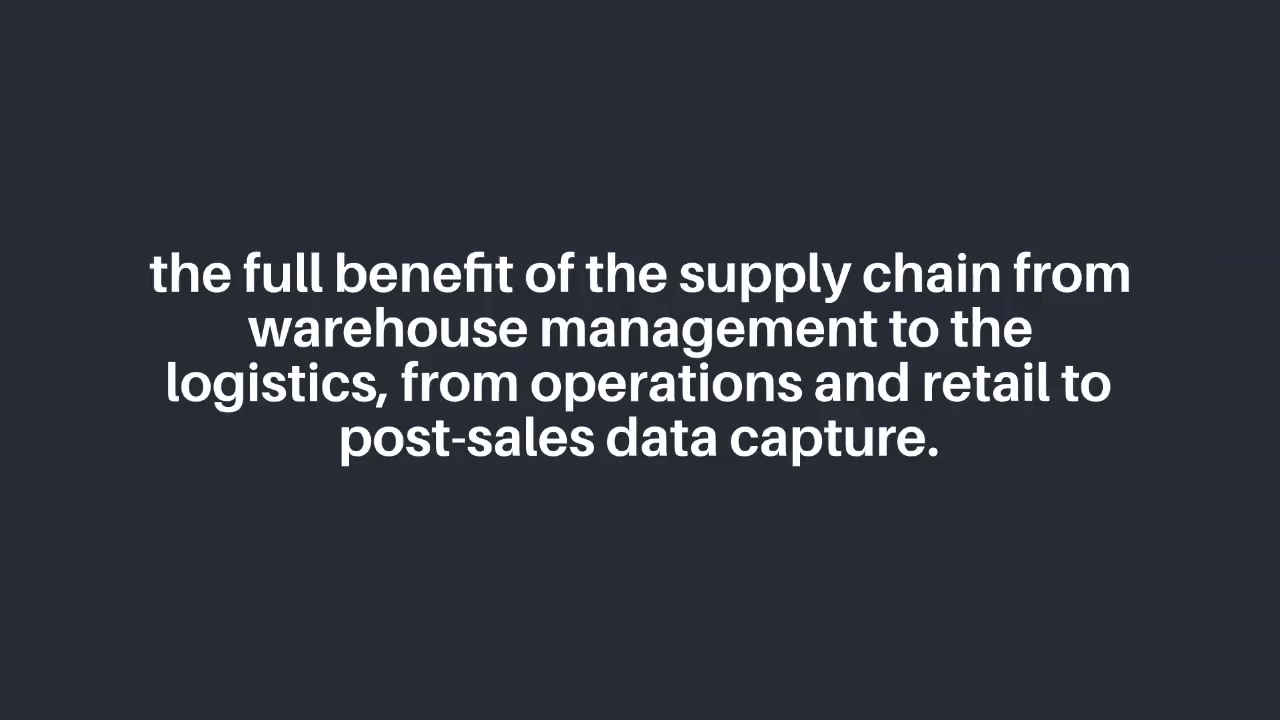 the full benefit of the supply chain from
warehouse management to the
logistics, from operations and retail to
post-sales data capture.